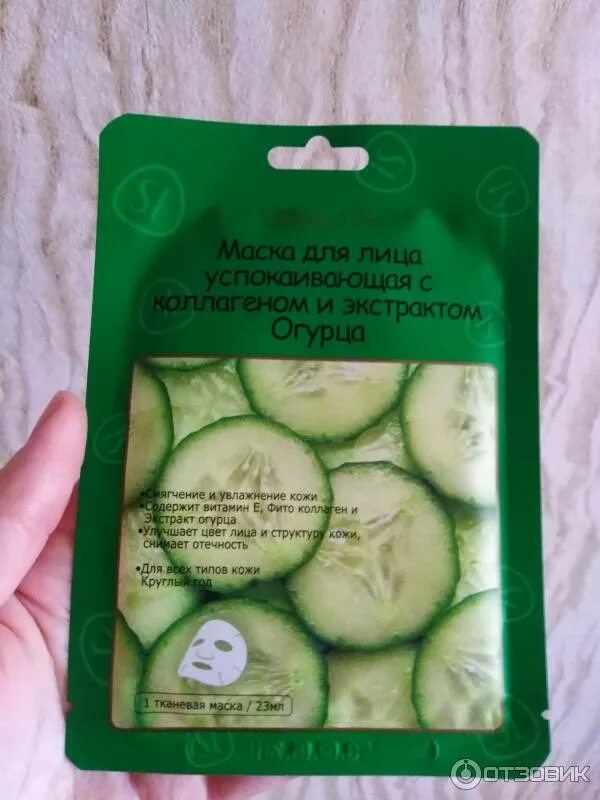 Маска для лица
успокаивающая с
коллагеном и экстрактом
Огурца
•Смягчение и увлажнение кожи
•Содержит витамин Е, Фито коллаген и
Экстракт огурца
•Улучшает цвет лица и структуру кожи,
снимает отечность
•Для всех типов кожи
Круглый год
1 тканевая маска / 23мл
ОТЗОВИК